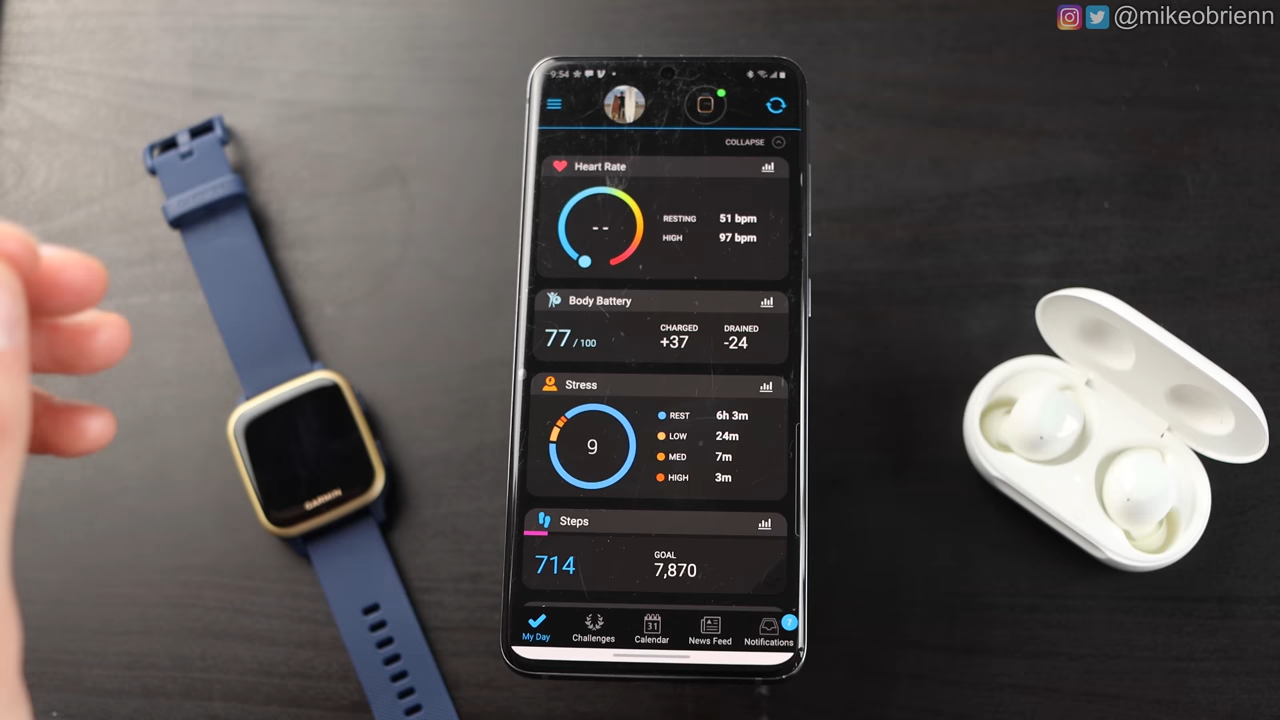 @mikeobrienn
9:54
COLLAPSE
Heart Rate
--
RESTING 51 bpm
HIGH 97 bpm
Body Battery
77 / 100
CHARGED
+37
DRAINED
-24
Stress
9
REST 6h 3m
LOW 24m
MED 7m
HIGH 3m
Steps
714
GOAL
7,870
31
7
My Day
Challenges
Calendar
News Feed
Notifications
GARMIN